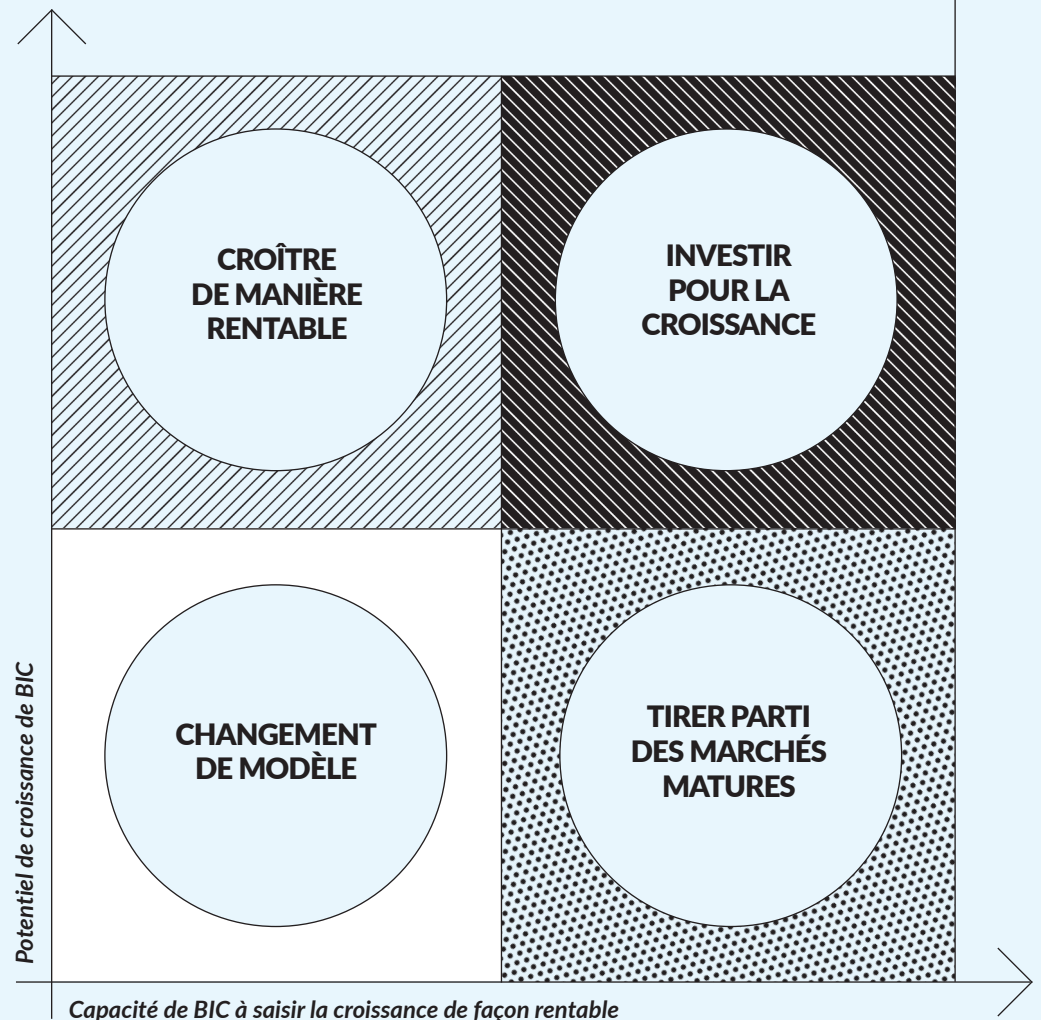 CROÎTRE
DE MANIÈRE
RENTABLE
INVESTIR
POUR LA
CROISSANCE
CHANGEMENT
DE MODÈLE
TIRER PARTI
DES MARCHÉS
MATURES
Potentiel de croissance de BIC
Capacité de BIC à saisir la croissance de façon rentable